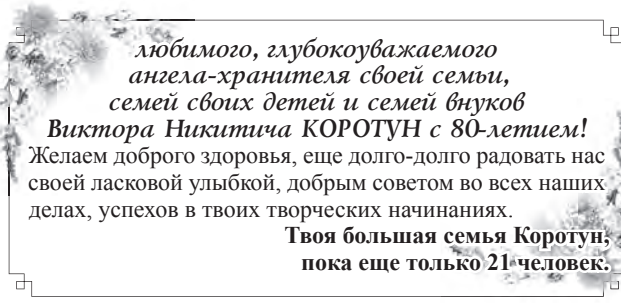 любимого, глубокоуважаемого
ангела-хранителя своей семьи,
семей своих детей и семей внуков
Виктора Никитича КОРОТУН с 80-летием!
Желаем доброго здоровья, еще долго-долго радовать нас
своей ласковой улыбкой, добрым советом во всех наших
делах, успехов в твоих творческих начинаниях.
Твоя большая семья Коротун,
пока еще только 21 человек.